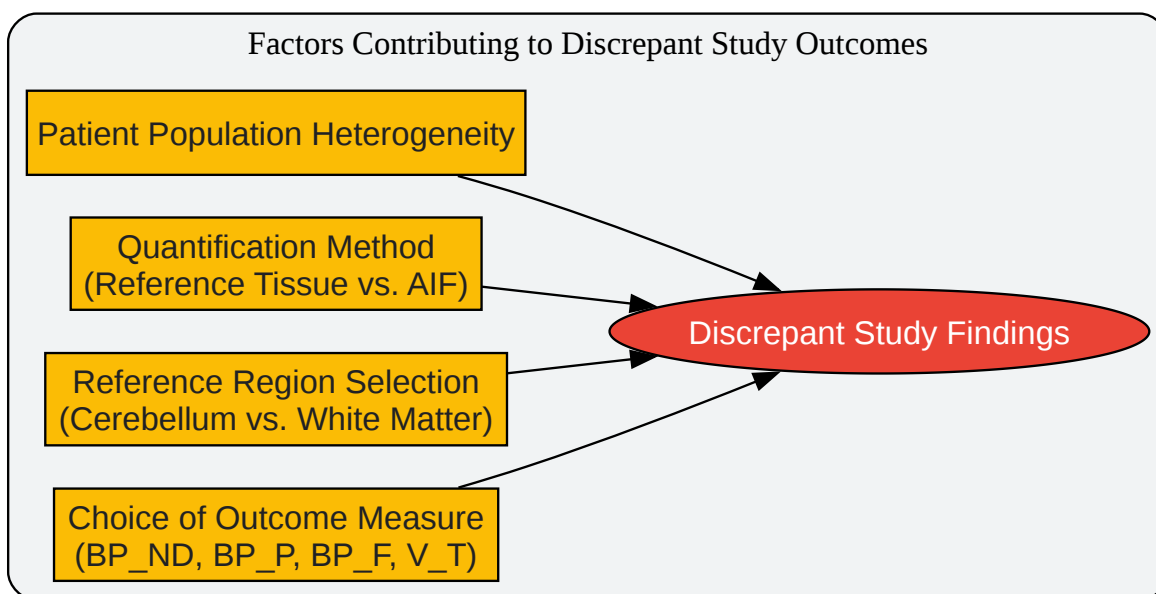 Factors Contributing to Discrepant Study Outcomes
Patient Population Heterogeneity
Quantification Method
(Reference Tissue vs. AIF)
Reference Region Selection
(Cerebellum vs. White Matter)
Choice of Outcome Measure
(BP_ND, BP_P, BP_F, V_T)
Discrepant Study Findings